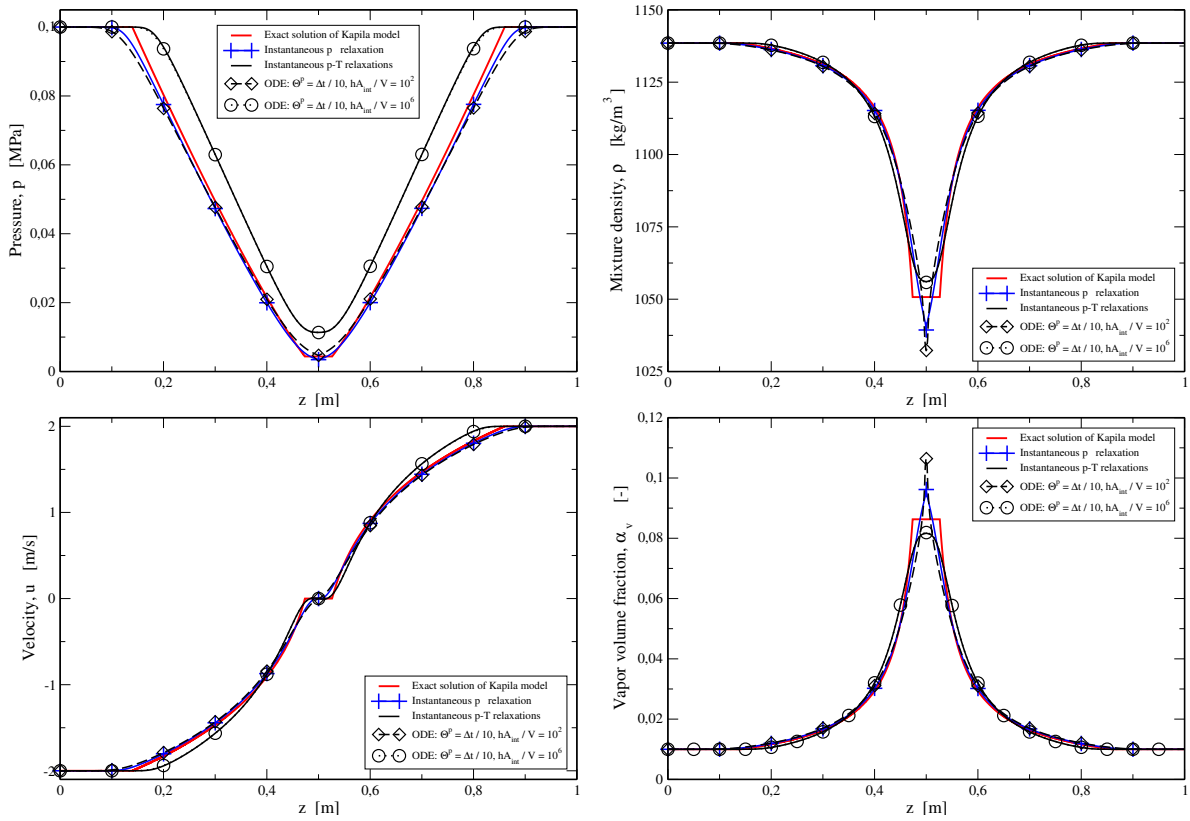 0,1
0,08
0,06
0,04
0,02
0
Pressure, p [MPa]
Exact solution of Kapila model
Instantaneous p relaxation
Instantaneous p-T relaxations
ODE: Θ^p = Δt / 10, hA_int / V = 10^2
ODE: Θ^p = Δt / 10, hA_int / V = 10^6
0 0,2 0,4 0,6 0,8 1
z [m]
1125
1100
1075
1050
1025
Mixture density, ρ [kg/m^3]
Exact solution of Kapila model
Instantaneous p relaxation
Instantaneous p-T relaxations
ODE: Θ^p = Δt / 10, hA_int / V = 10^2
ODE: Θ^p = Δt / 10, hA_int / V = 10^6
0 0,2 0,4 0,6 0,8 1
z [m]
2
1
0
-1
-2
Velocity, u [m/s]
Exact solution of Kapila model
Instantaneous p relaxation
Instantaneous p-T relaxations
ODE: Θ^p = Δt / 10, hA_int / V = 10^2
ODE: Θ^p = Δt / 10, hA_int / V = 10^6
0 0,2 0,4 0,6 0,8 1
z [m]
0,12
0,1
0,08
0,06
0,04
0,02
0
Vapor volume fraction, α_v [-]
Exact solution of Kapila model
Instantaneous p relaxation
Instantaneous p-T relaxations
ODE: Θ^p = Δt / 10, hA_int / V = 10^2
ODE: Θ^p = Δt / 10, hA_int / V = 10^6
0 0,2 0,4 0,6 0,8 1
z [m]